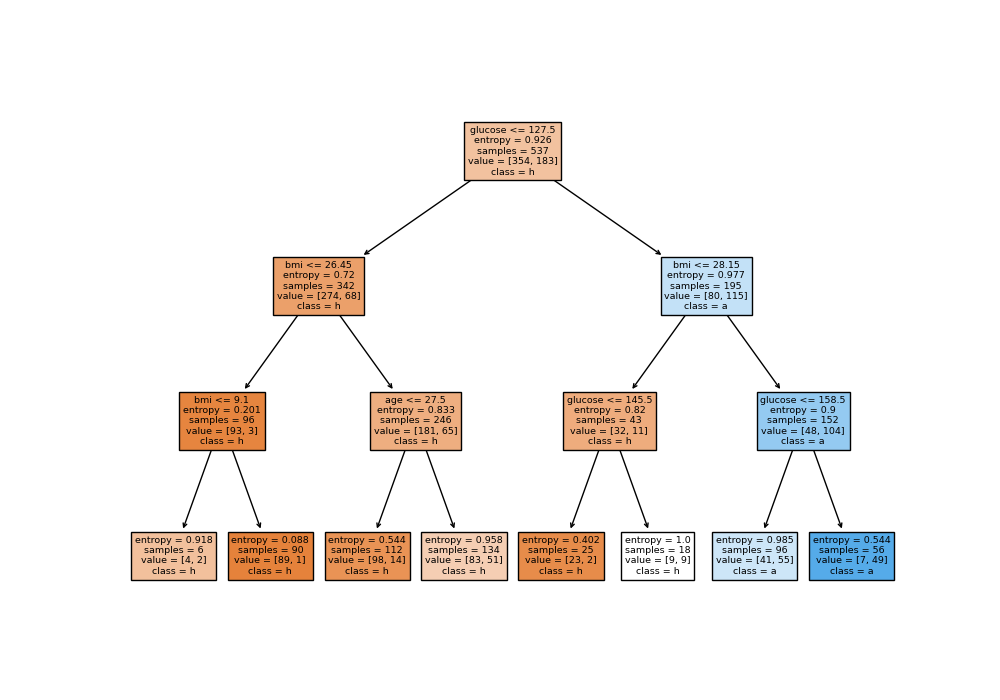 glucose <= 127.5
entropy = 0.926
samples = 537
value = [354, 183]
class = h
bmi <= 26.45
entropy = 0.72
samples = 342
value = [274, 68]
class = h
bmi <= 28.15
entropy = 0.977
samples = 195
value = [80, 115]
class = a
bmi <= 9.1
entropy = 0.201
samples = 96
value = [93, 3]
class = h
age <= 27.5
entropy = 0.833
samples = 246
value = [181, 65]
class = h
glucose <= 145.5
entropy = 0.82
samples = 43
value = [32, 11]
class = h
glucose <= 158.5
entropy = 0.9
samples = 152
value = [48, 104]
class = a
entropy = 0.918
samples = 6
value = [4, 2]
class = h
entropy = 0.088
samples = 90
value = [89, 1]
class = h
entropy = 0.544
samples = 112
value = [98, 14]
class = h
entropy = 0.958
samples = 134
value = [83, 51]
class = h
entropy = 0.402
samples = 25
value = [23, 2]
class = h
entropy = 1.0
samples = 18
value = [9, 9]
class = h
entropy = 0.985
samples = 96
value = [41, 55]
class = a
entropy = 0.544
samples = 56
value = [7, 49]
class = a